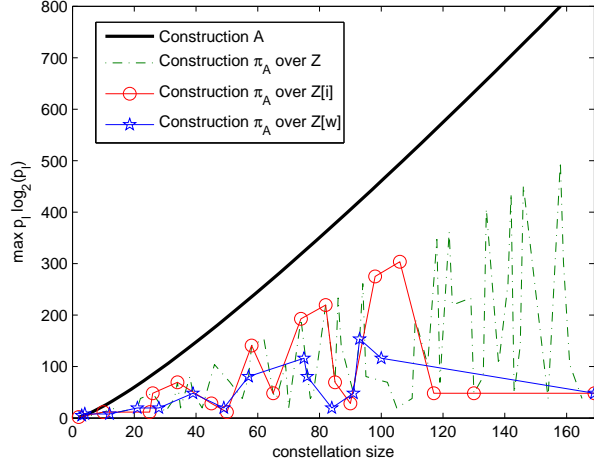 800
700
600
500
400
300
200
100
0
max p_l log_2(p_l)
Construction A
Construction π_A over Z
Construction π_A over Z[i]
Construction π_A over Z[w]
0 20 40 60 80 100 120 140 160
constellation size